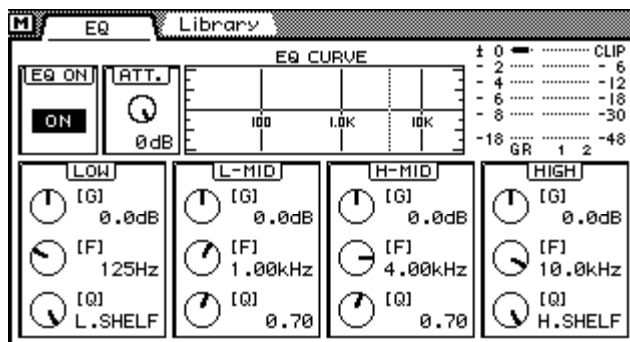 M EQ Library
EQ ON
ON
ATT.
0dB
EQ CURVE
100 1.0K 10K
± 0 CLIP
- 2 - 6
- 4 -12
- 6 -18
- 8 -30
-18 -48
GR 1 2
LOW
[G]
0.0dB
[F]
125Hz
[Q]
L.SHELF
L-MID
[G]
0.0dB
[F]
1.00kHz
[Q]
0.70
H-MID
[G]
0.0dB
[F]
4.00kHz
[Q]
0.70
HIGH
[G]
0.0dB
[F]
10.0kHz
[Q]
H.SHELF